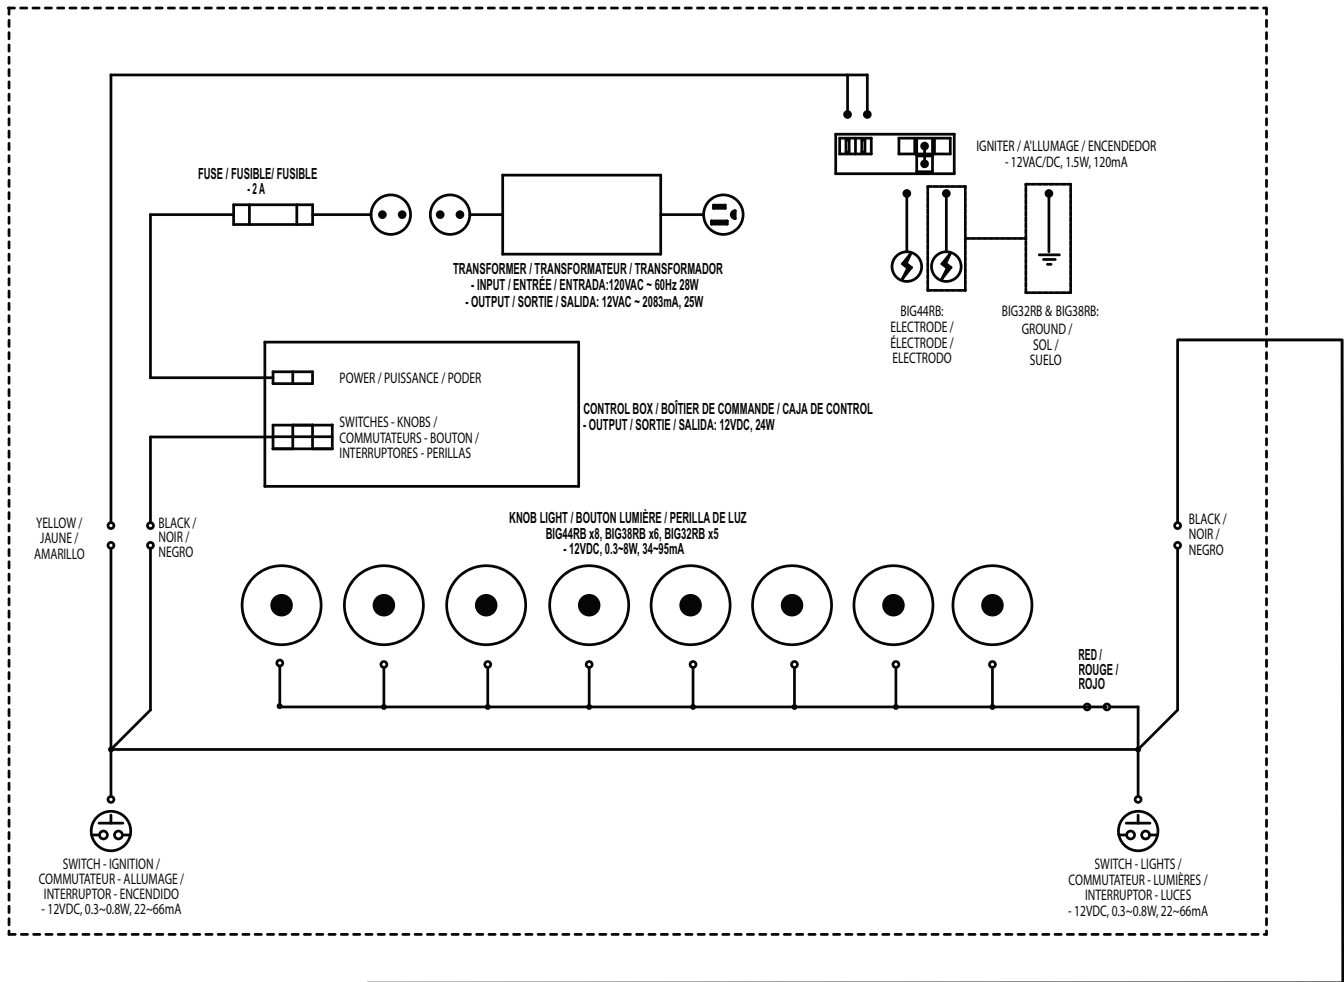 IGNITER / A'LLUMAGE / ENCENDEDOR
- 12VAC/DC, 1.5W, 120mA
FUSE / FUSIBLE/ FUSIBLE
- 2 A
TRANSFORMER / TRANSFORMATEUR / TRANSFORMADOR
- INPUT / ENTRÉE / ENTRADA:120VAC ~ 60Hz 28W
- OUTPUT / SORTIE / SALIDA: 12VAC ~ 2083mA, 25W
BIG44RB:
ELECTRODE /
ÉLECTRODE /
ELECTRODO
BIG32RB & BIG38RB:
GROUND /
SOL /
SUELO
POWER / PUISSANCE / PODER
SWITCHES - KNOBS /
COMMUTATEURS - BOUTON /
INTERRUPTORES - PERILLAS
CONTROL BOX / BOÎTIER DE COMMANDE / CAJA DE CONTROL
- OUTPUT / SORTIE / SALIDA: 12VDC, 24W
YELLOW /
JAUNE /
AMARILLO
BLACK /
NOIR /
NEGRO
KNOB LIGHT / BOUTON LUMIÈRE / PERILLA DE LUZ
BIG44RB x8, BIG38RB x6, BIG32RB x5
- 12VDC, 0.3~8W, 34~95mA
BLACK /
NOIR /
NEGRO
RED /
ROUGE /
ROJO
SWITCH - IGNITION /
COMMUTATEUR - ALLUMAGE /
INTERRUPTOR - ENCENDIDO
- 12VDC, 0.3~0.8W, 22~66mA
SWITCH - LIGHTS /
COMMUTATEUR - LUMIÈRES /
INTERRUPTOR - LUCES
- 12VDC, 0.3~0.8W, 22~66mA